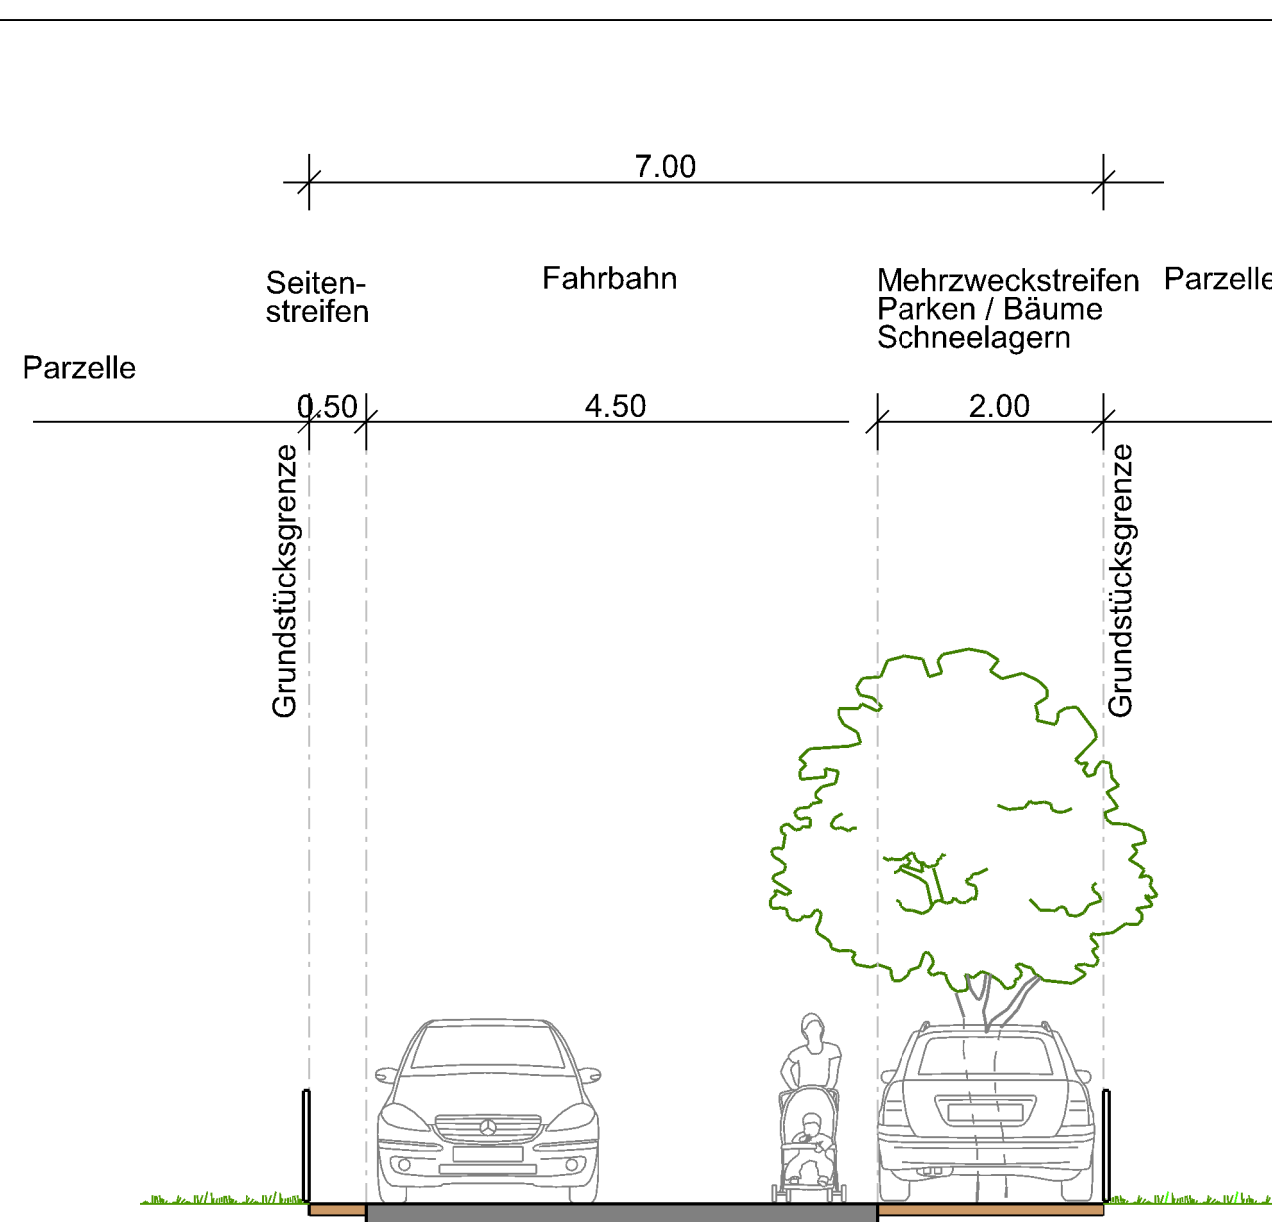 7.00
Seiten-
streifen
Fahrbahn
Mehrzweckstreifen
Parken / Bäume
Schneelagern
Parzelle
Parzelle
0.50
4.50
2.00
Grundstücksgrenze
Grundstücksgrenze